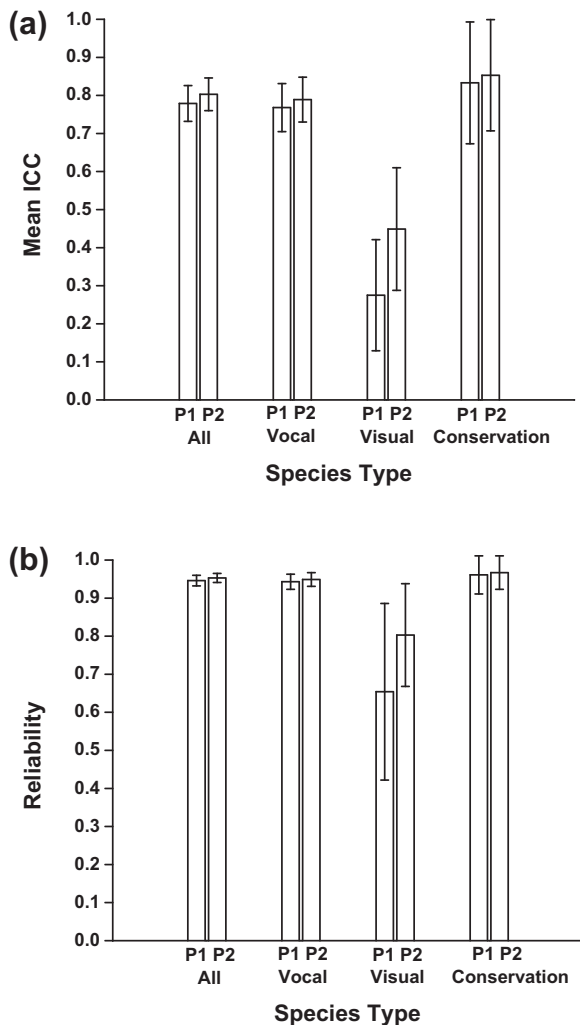 (a)
1.0
0.9
0.8
0.7
0.6
0.5
0.4
0.3
0.2
0.1
0.0
Mean ICC
P1 P2 P1 P2 P1 P2 P1 P2
All Vocal Visual Conservation
Species Type
(b)
1.0
0.9
0.8
0.7
0.6
0.5
0.4
0.3
0.2
0.1
0.0
Reliability
P1 P2 P1 P2 P1 P2 P1 P2
All Vocal Visual Conservation
Species Type